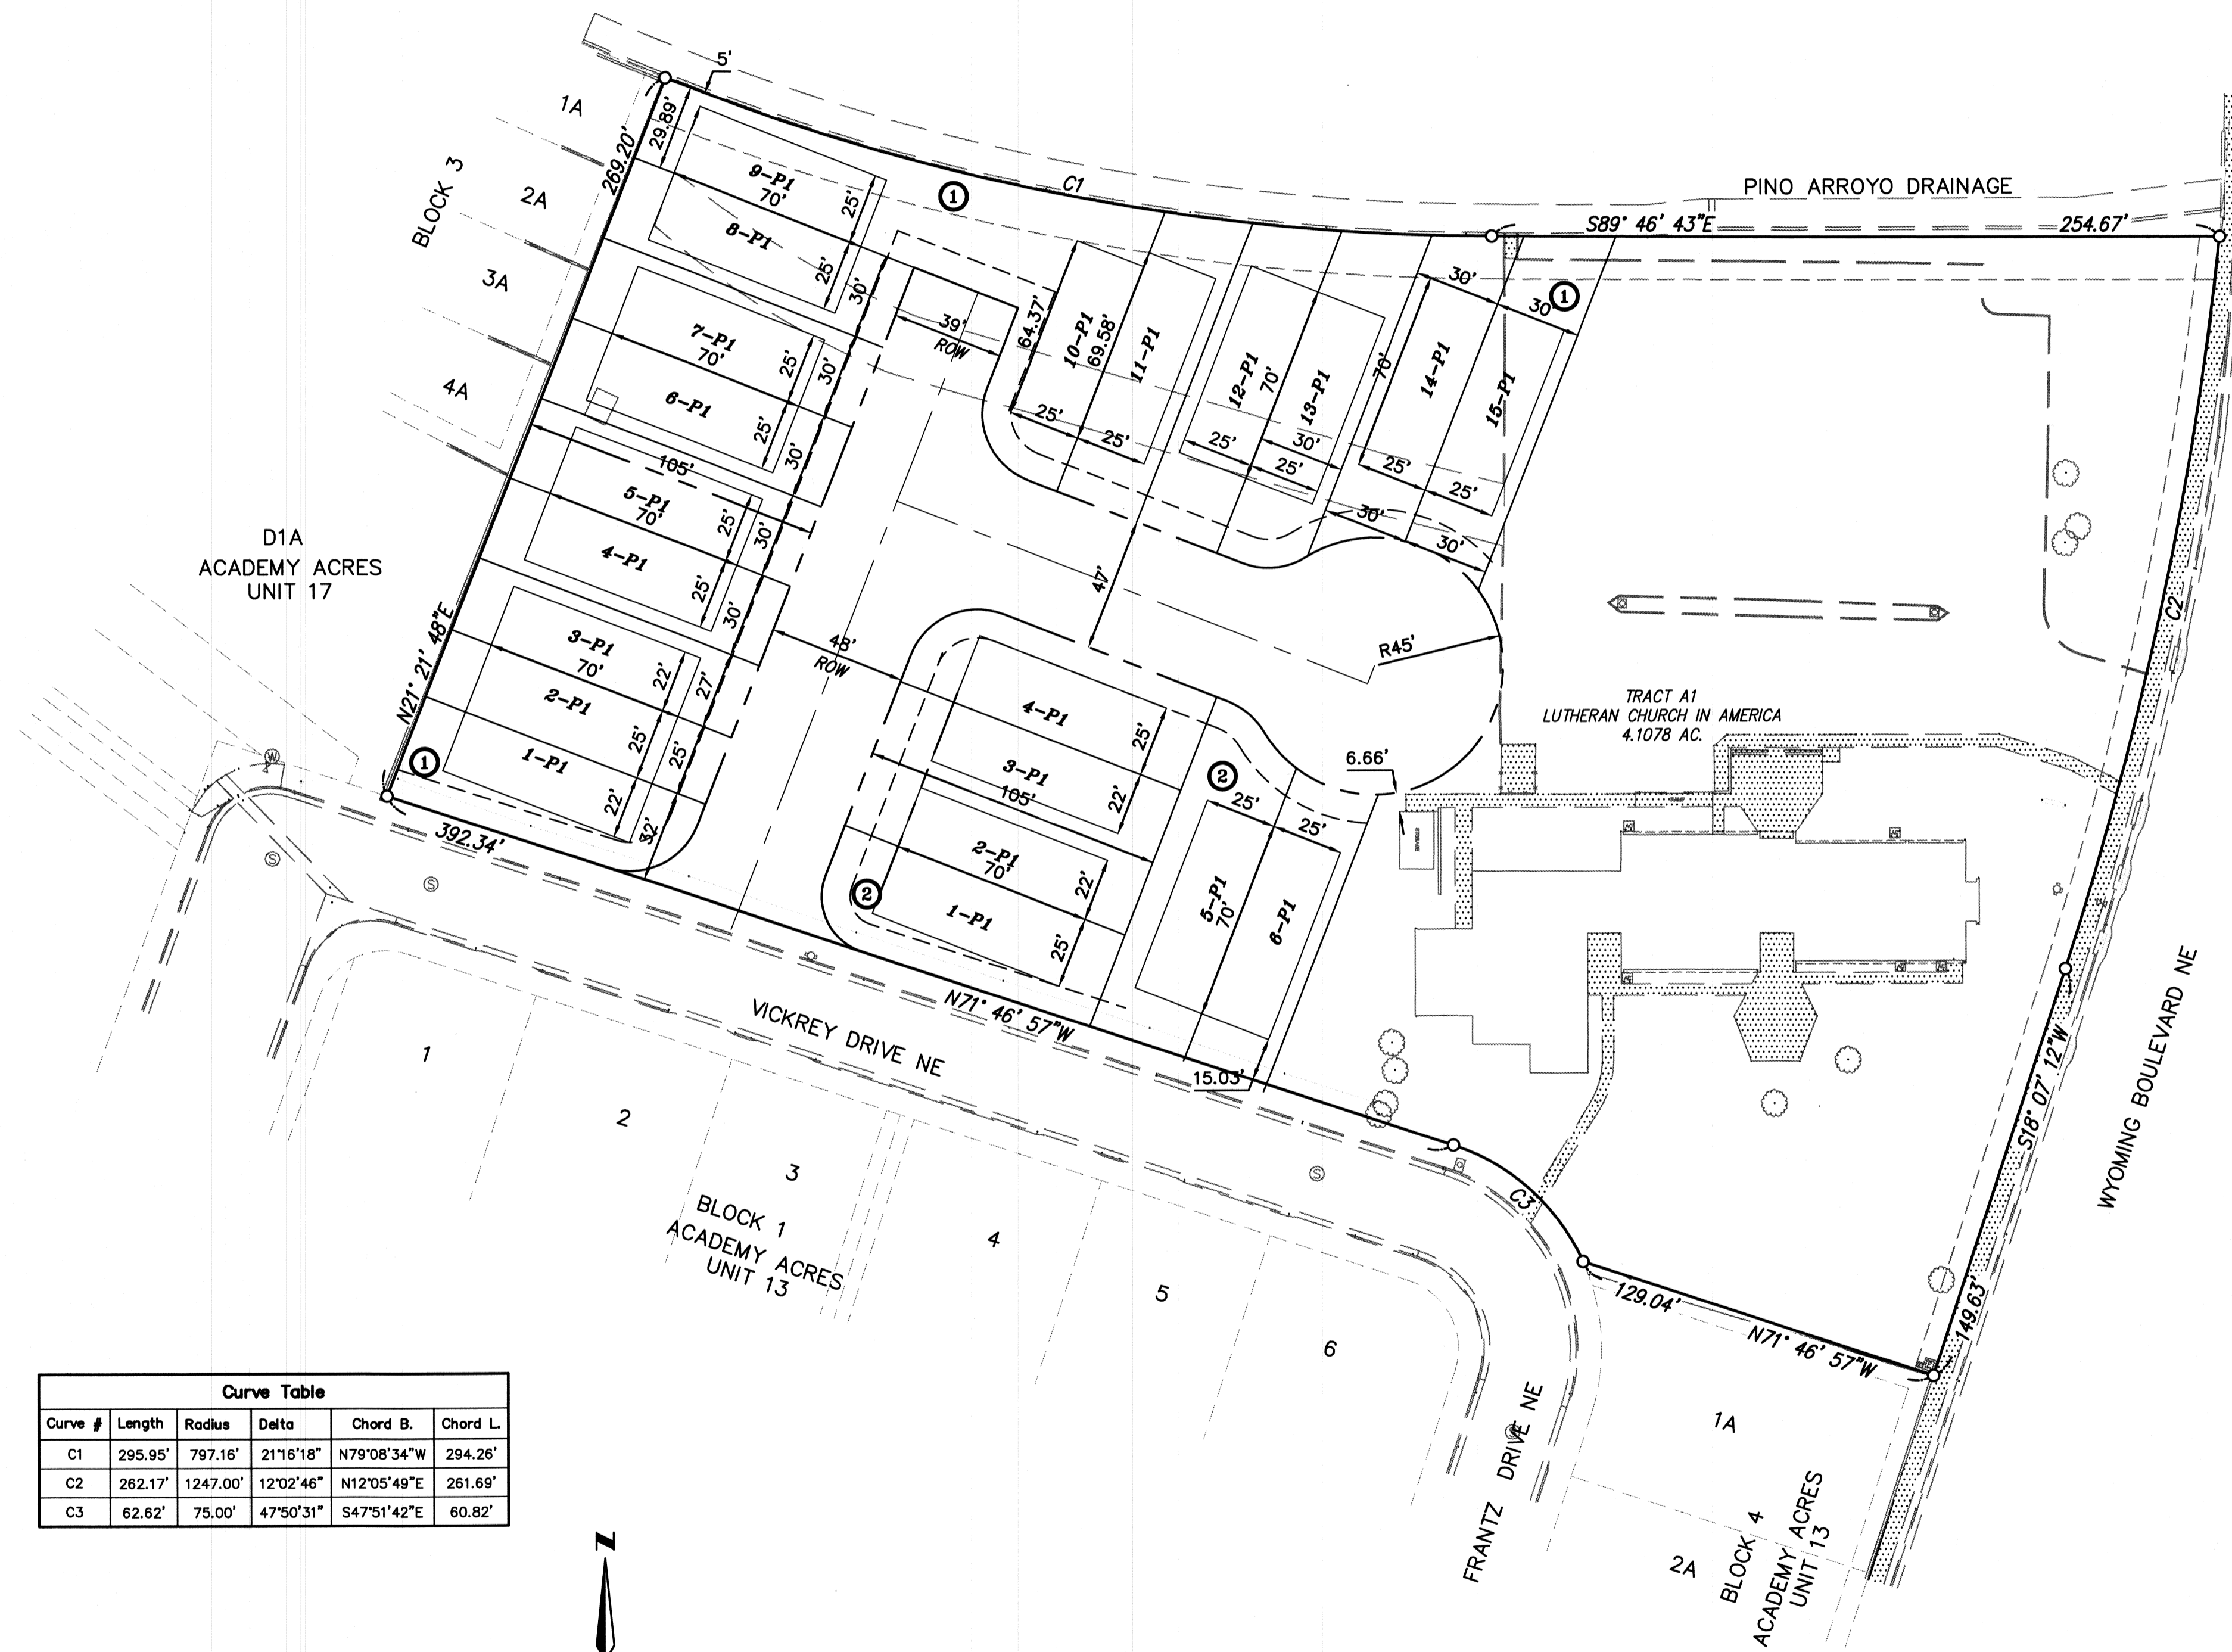 5'
1A
BLOCK 3
269.20'
29.89'
9-P1
70'
25'
8-P1
25'
30'
1
C1
PINO ARROYO DRAINAGE
S89° 46' 43"E
254.67'
2A
3A
4A
7-P1
70'
25'
30'
6-P1
25'
30'
39'
ROW
64.37'
10-P1
69.58'
11-P1
25'
25'
12-P1
70'
13-P1
25'
30'
25'
30'
30'
1
70'
14-P1
15-P1
25'
25'
30'
30'
105'
5-P1
70'
25'
30'
4-P1
25'
30'
D1A
ACADEMY ACRES
UNIT 17
47'
R45'
C2
N21° 21' 48"E
3-P1
70'
22'
27'
2-P1
25'
25'
1-P1
22'
32'
1
48'
ROW
4-P1
25'
3-P1
22'
105'
2-P1
70'
22'
1-P1
25'
2
2
25'
25'
5-P1
70'
6-P1
6.66'
15.03'
TRACT A1
LUTHERAN CHURCH IN AMERICA
4.1078 AC.
W
S
S
S
392.34'
N71° 46' 57"W
VICKREY DRIVE NE
WYOMING BOULEVARD NE
S18° 07' 12"W
149.63'
C3
129.04'
N71° 46' 57"W
1
2
3
BLOCK 1
ACADEMY ACRES
UNIT 13
4
5
6
FRANTZ DRIVE NE
1A
2A
BLOCK 4
ACADEMY ACRES
UNIT 13
Curve Table
Curve # Length Radius Delta Chord B. Chord L.
C1 295.95' 797.16' 21°16'18" N79°08'34"W 294.26'
C2 262.17' 1247.00' 12°02'46" N12°05'49"E 261.69'
C3 62.62' 75.00' 47°50'31" S47°51'42"E 60.82'
N